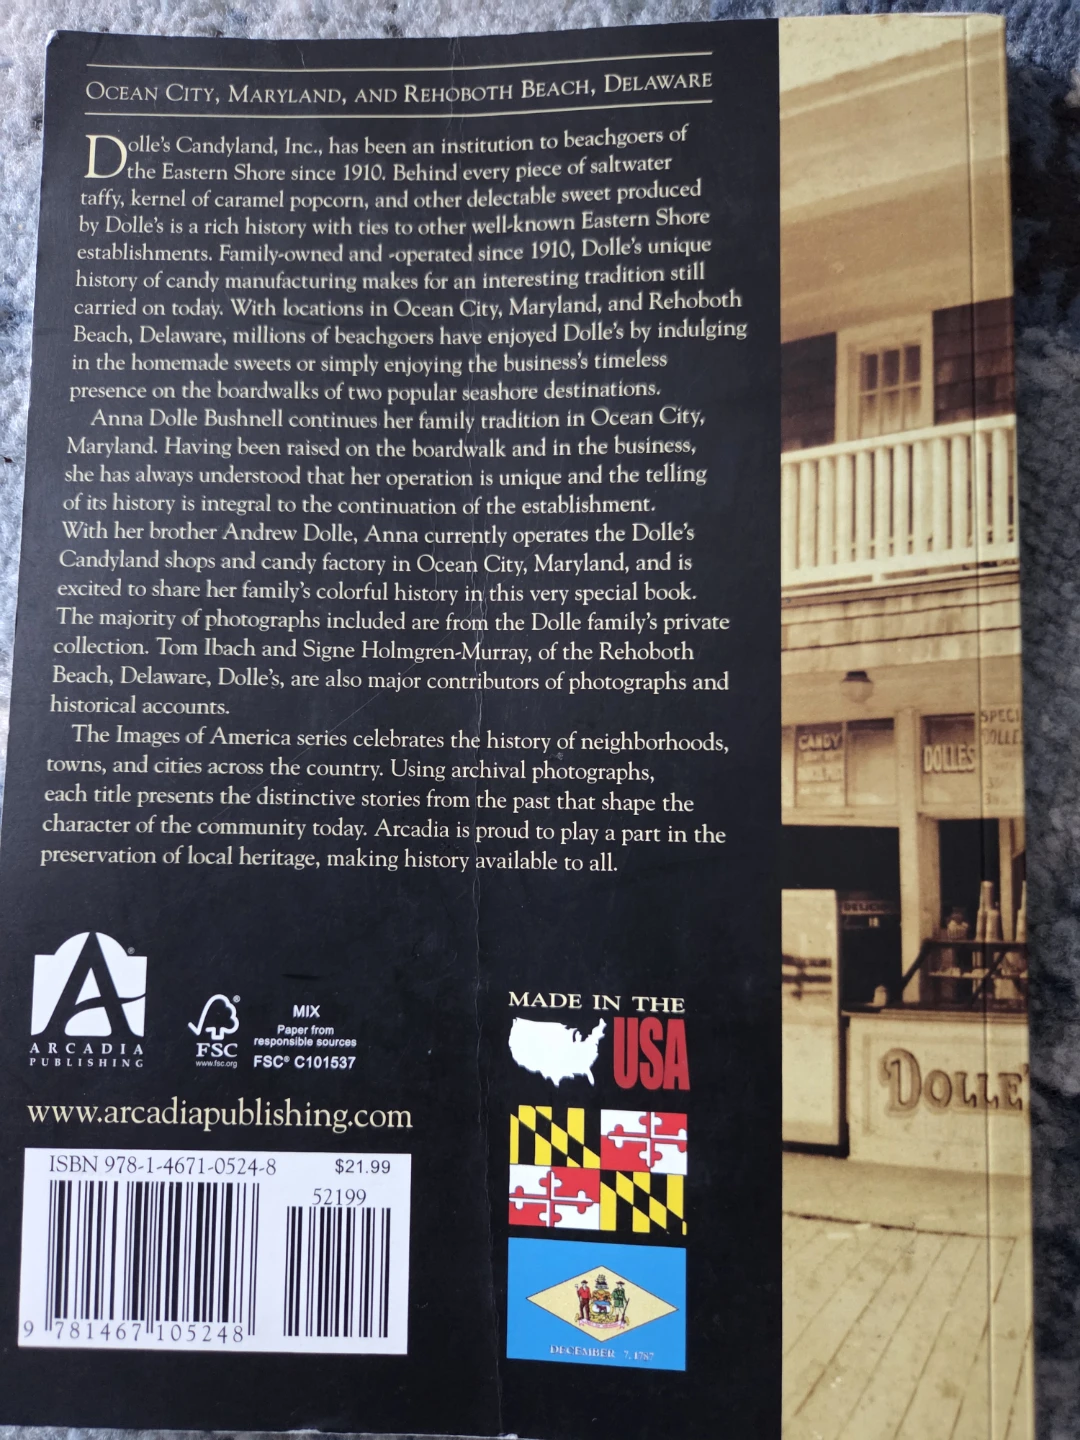 OCEAN CITY, MARYLAND, AND REHOBOTH BEACH, DELAWARE
Dolle's Candyland, Inc., has been an institution to beachgoers of
the Eastern Shore since 1910. Behind every piece of saltwater
taffy, kernel of caramel popcorn, and other delectable sweet produced
by Dolle's is a rich history with ties to other well-known Eastern Shore
establishments. Family-owned and -operated since 1910, Dolle's unique
history of candy manufacturing makes for an interesting tradition still
carried on today. With locations in Ocean City, Maryland, and Rehoboth
Beach, Delaware, millions of beachgoers have enjoyed Dolle's by indulging
in the homemade sweets or simply enjoying the business's timeless
presence on the boardwalks of two popular seashore destinations.
Anna Dolle Bushnell continues her family tradition in Ocean City,
Maryland. Having been raised on the boardwalk and in the business,
she has always understood that her operation is unique and the telling
of its history is integral to the continuation of the establishment.
With her brother Andrew Dolle, Anna currently operates the Dolle's
Candyland shops and candy factory in Ocean City, Maryland, and is
excited to share her family's colorful history in this very special book.
The majority of photographs included are from the Dolle family's private
collection. Tom Ibach and Signe Holmgren-Murray, of the Rehoboth
Beach, Delaware, Dolle's, are also major contributors of photographs and
historical accounts.
The Images of America series celebrates the history of neighborhoods,
towns, and cities across the country. Using archival photographs,
each title presents the distinctive stories from the past that shape the
character of the community today. Arcadia is proud to play a part in the
preservation of local heritage, making history available to all.
A
ARCADIA
PUBLISHING
FSC®
www.fsc.org
MIX
Paper from
responsible sources
FSC® C101537
www.arcadiapublishing.com
ISBN 978-1-4671-0524-8 $21.99
52199
9 781467 105248
MADE IN THE
USA
DECEMBER 7, 1787
CANDY
DOLLES
SPECI
DOLLE'